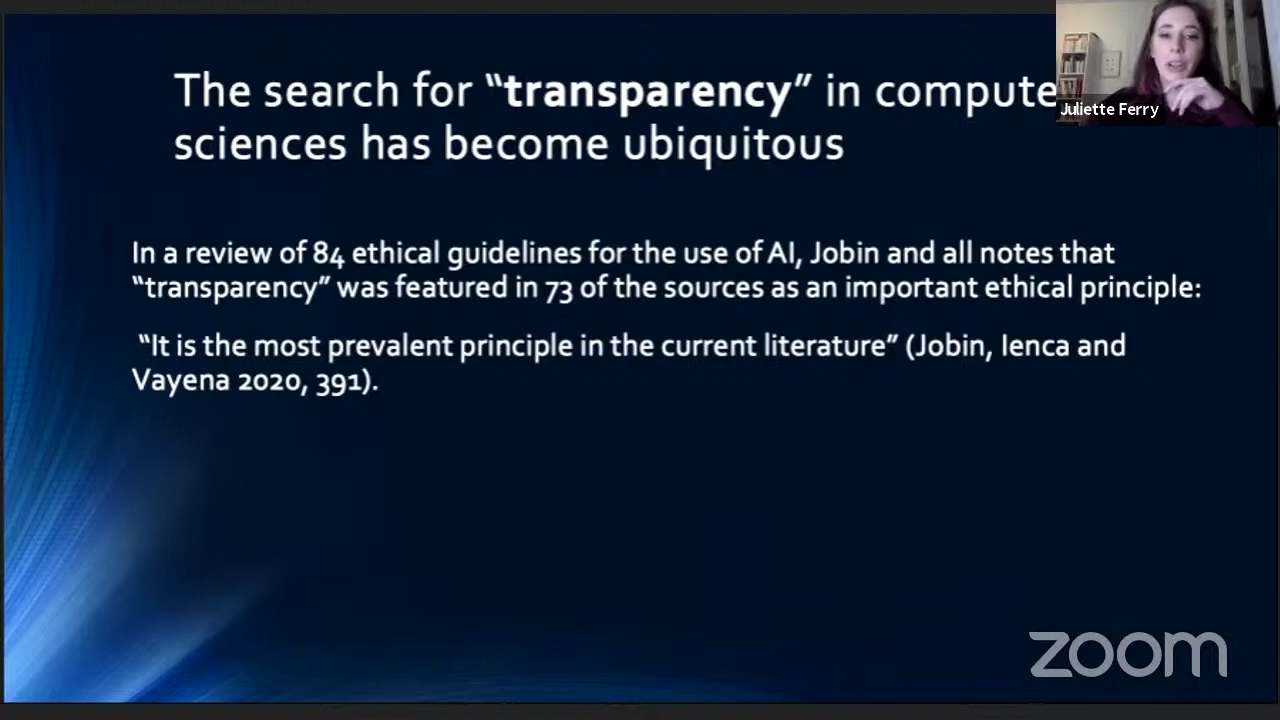 The search for “transparency” in compute
sciences has become ubiquitous
Juliette Ferry
In a review of 84 ethical guidelines for the use of AI, Jobin and all notes that
“transparency” was featured in 73 of the sources as an important ethical principle:
“It is the most prevalent principle in the current literature” (Jobin, Ienca and
Vayena 2020, 391).
zoom